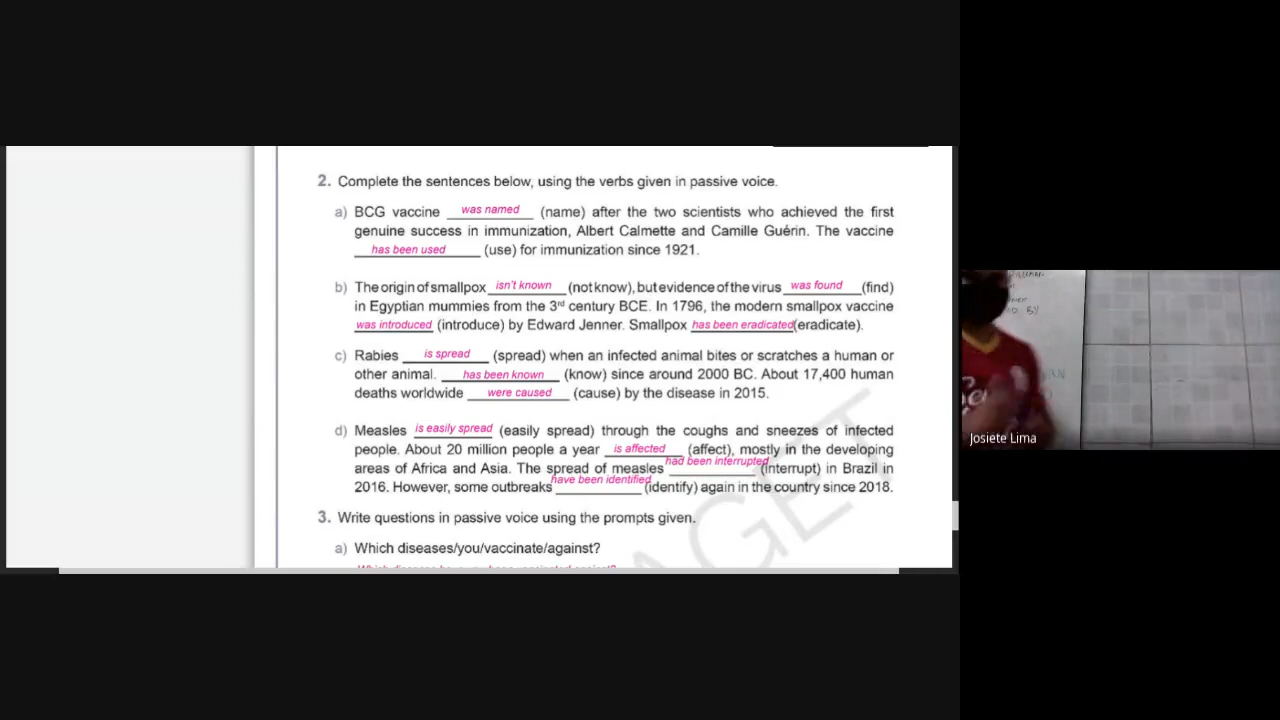 2. Complete the sentences below, using the verbs given in passive voice.
a) BCG vaccine was named (name) after the two scientists who achieved the first
genuine success in immunization, Albert Calmette and Camille Guérin. The vaccine
has been used (use) for immunization since 1921.
b) The origin of smallpox isn't known (not know), but evidence of the virus was found (find)
in Egyptian mummies from the 3rd century BCE. In 1796, the modern smallpox vaccine
was introduced (introduce) by Edward Jenner. Smallpox has been eradicated (eradicate).
c) Rabies is spread (spread) when an infected animal bites or scratches a human or
other animal. has been known (know) since around 2000 BC. About 17,400 human
deaths worldwide were caused (cause) by the disease in 2015.
d) Measles is easily spread (easily spread) through the coughs and sneezes of infected
people. About 20 million people a year is affected (affect), mostly in the developing
areas of Africa and Asia. The spread of measles had been interrupted (interrupt) in Brazil in
2016. However, some outbreaks have been identified (identify) again in the country since 2018.
3. Write questions in passive voice using the prompts given.
a) Which diseases/you/vaccinate/against?
AGET
BY
Josiete Lima